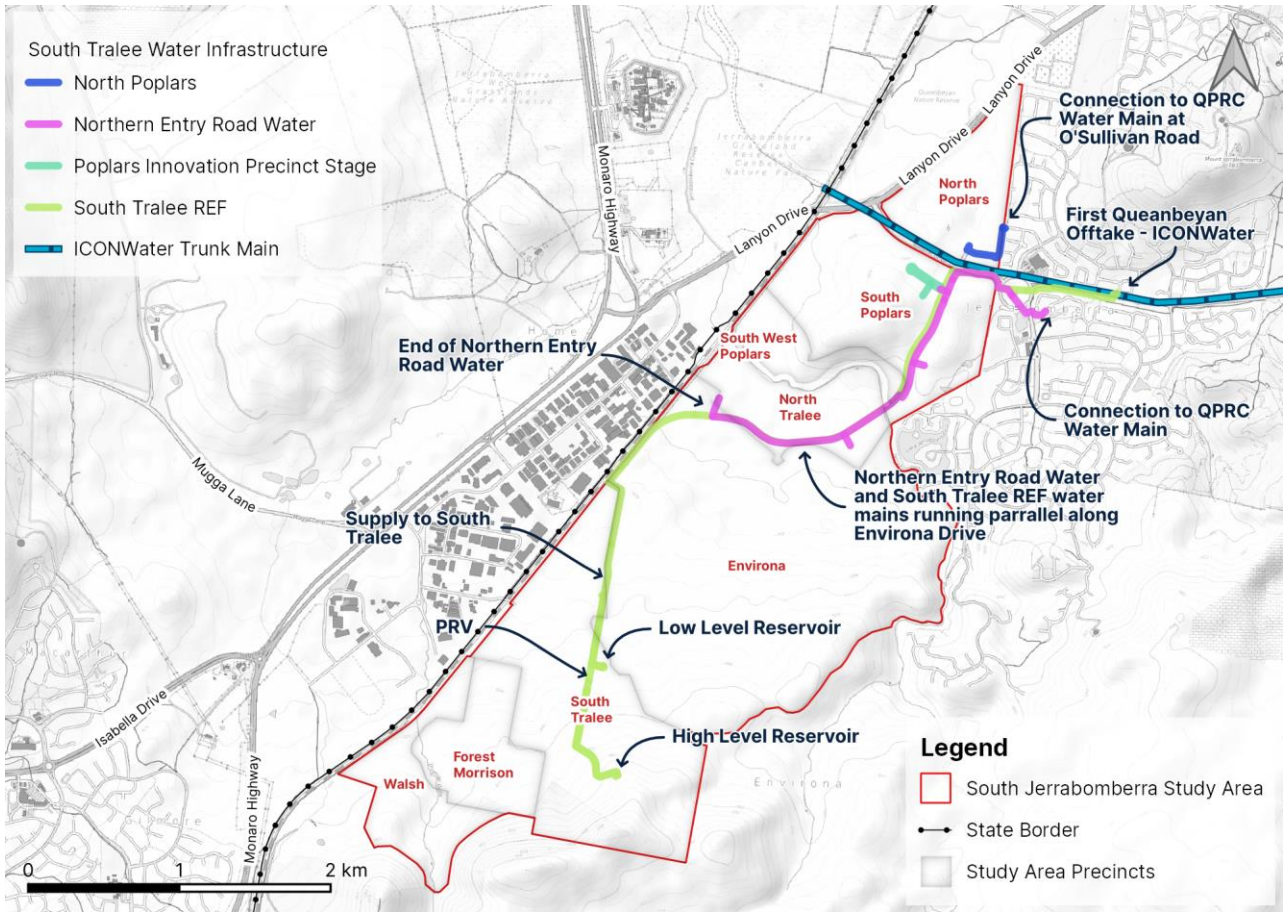 South Tralee Water Infrastructure
North Poplars
Northern Entry Road Water
Poplars Innovation Precinct Stage
South Tralee REF
ICONWater Trunk Main
Monaro Highway
Lanyon Drive
Lanyon Drive
Lanyon Drive
Connection to QPRC
Water Main at
O'Sullivan Road
North
Poplars
First Queanbeyan
Offtake - ICONWater
South
Poplars
South West
Poplars
End of Northern Entry
Road Water
North
Tralee
Connection to QPRC
Water Main
Mugga Lane
Northern Entry Road Water
and South Tralee REF water
mains running parrallel along
Environa Drive
Supply to South
Tralee
Environa
PRV
Low Level Reservoir
Isabella Drive
South
Tralee
High Level Reservoir
Forest
Morrison
Walsh
Environa
Gilmore
Monaro Highway
Legend
South Jerrabomberra Study Area
State Border
Study Area Precincts
0 1 2 km